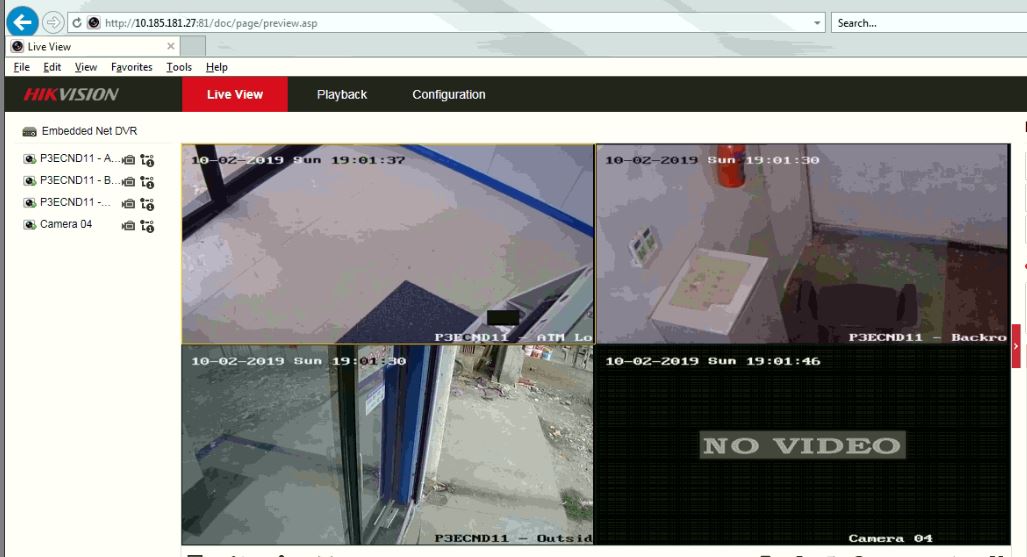 http://10.185.181.27:81/doc/page/preview.asp
Search...
Live View
File Edit View Favorites Tools Help
HIKVISION
Live View Playback Configuration
Embedded Net DVR
P3ECND11 - A...
P3ECND11 - B...
P3ECND11 -...
Camera 04
10-02-2019 Sun 19:01:37
P3ECND11 - ATM Lo
10-02-2019 Sun 19:01:30
P3ECND11 - Backro
10-02-2019 Sun 19:01:30
P3ECND11 - Outsid
10-02-2019 Sun 19:01:46
NO VIDEO
Camera 04